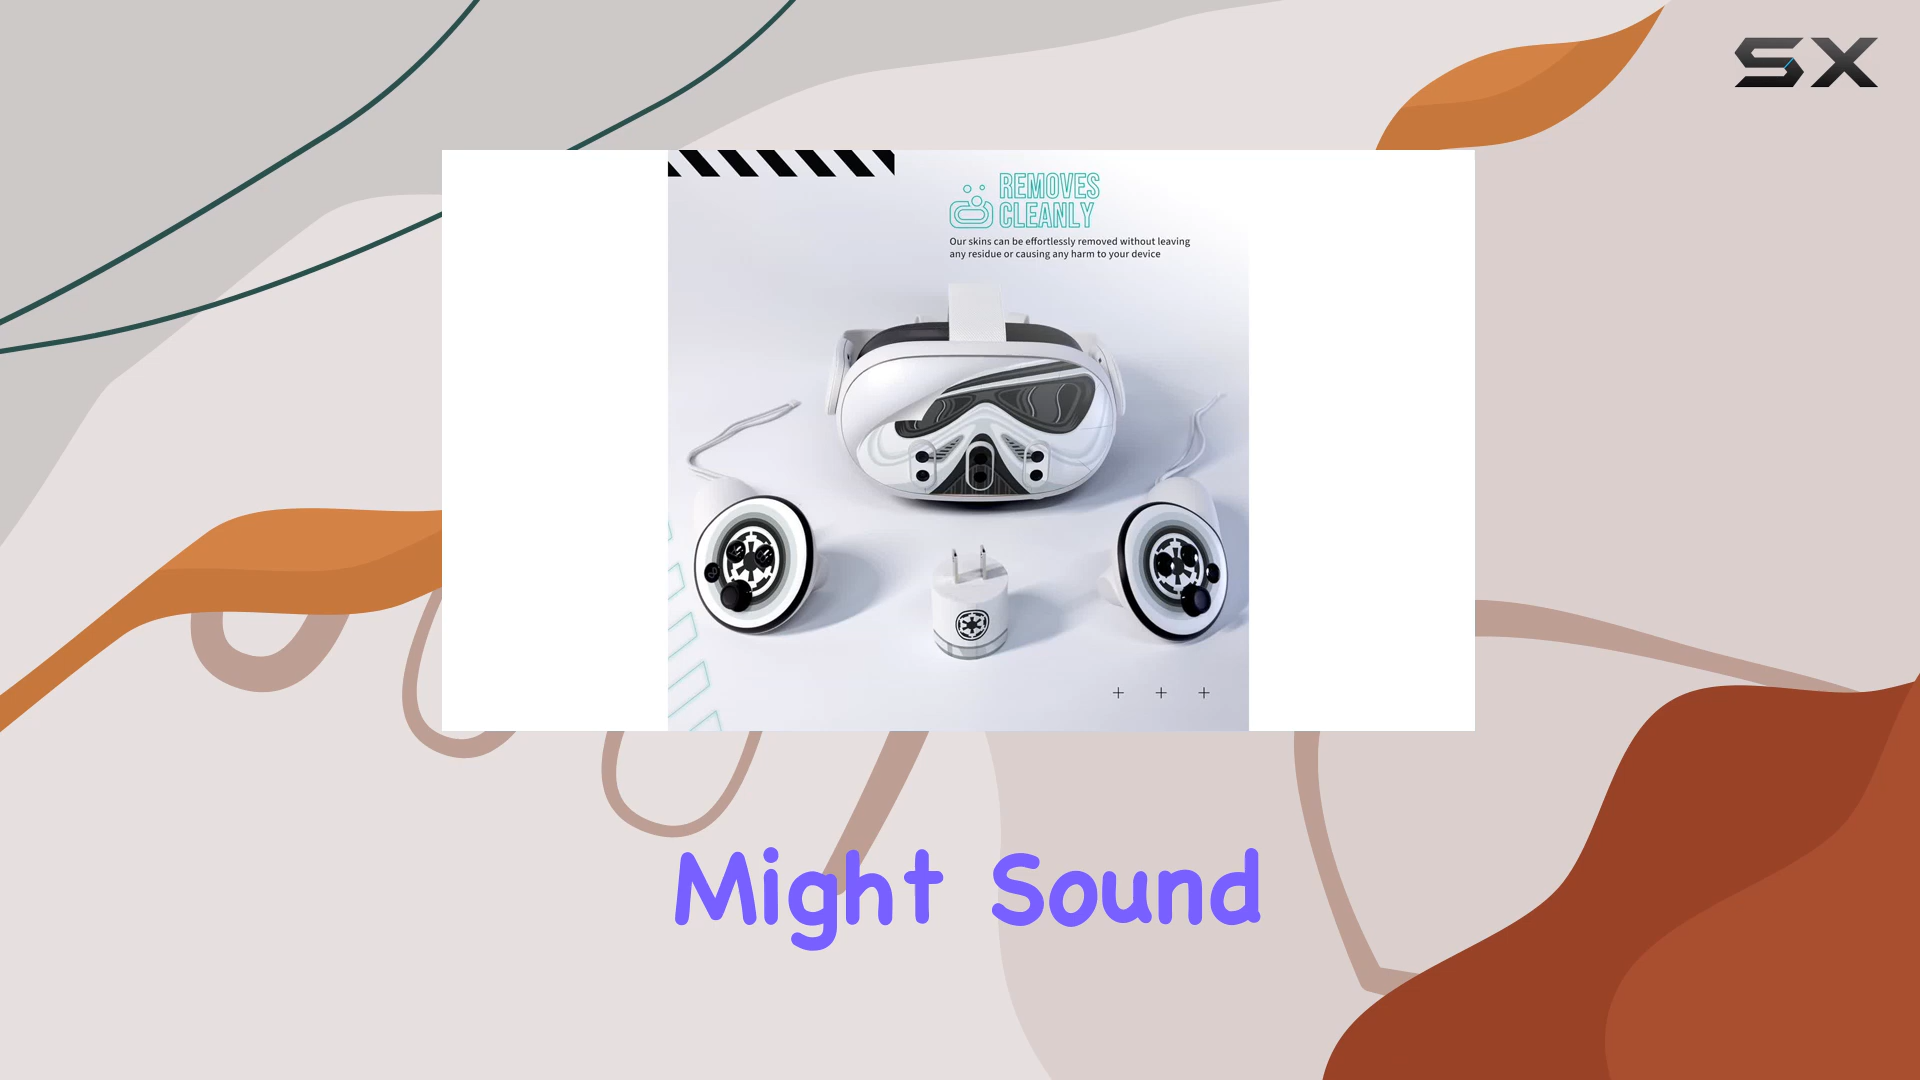 SX
REMOVES
CLEANLY
Our skins can be effortlessly removed without leaving
any residue or causing any harm to your device
Might Sound